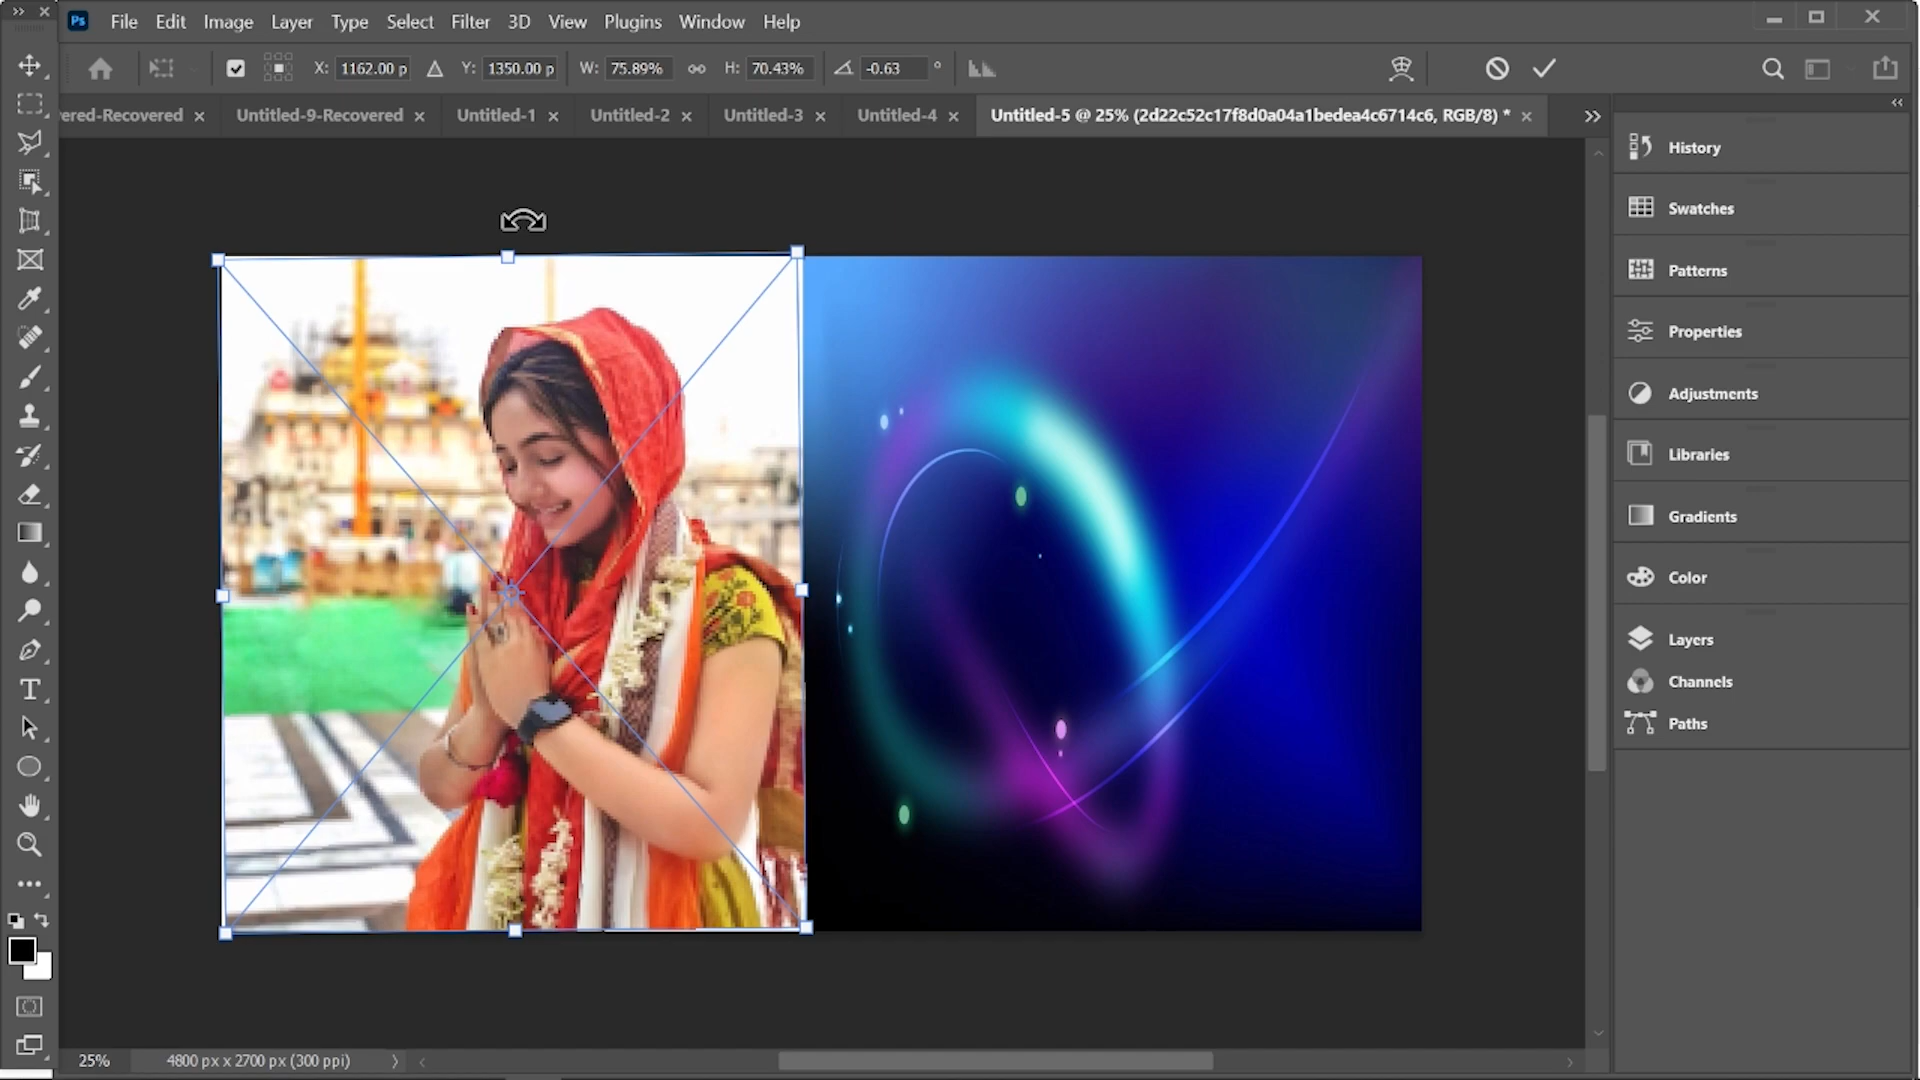 Ps File Edit Image Layer Type Select Filter 3D View Plugins Window Help
X: 1162.00 p Y: 1350.00 p W: 75.89% H: 70.43% -0.63 °
ered-Recovered × Untitled-9-Recovered × Untitled-1 × Untitled-2 × Untitled-3 × Untitled-4 × Untitled-5 @ 25% (2d22c52c17f8d0a04a1bedea4c6714c6, RGB/8) * ×
History
Swatches
Patterns
Properties
Adjustments
Libraries
Gradients
Color
Layers
Channels
Paths
25% 4800 px x 2700 px (300 ppi)